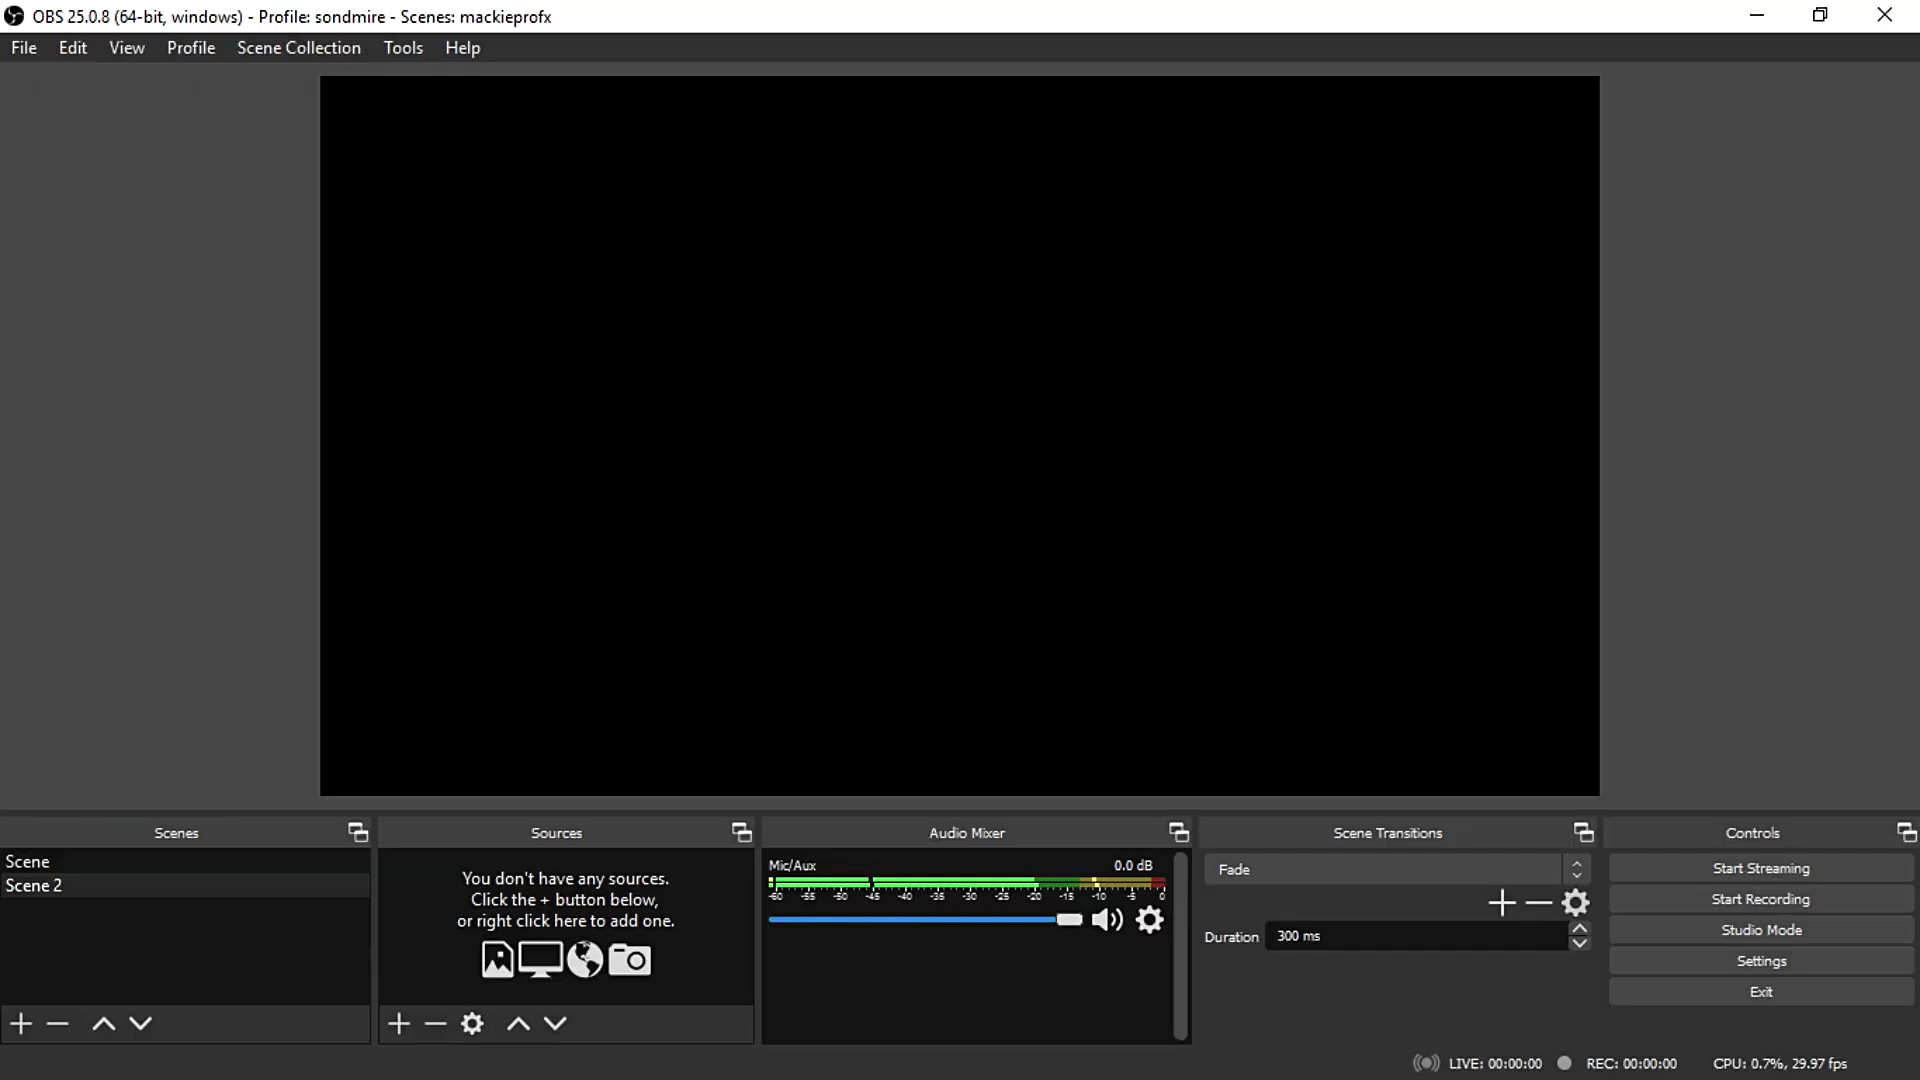 OBS 25.0.8 (64-bit, windows) - Profile: sondmire - Scenes: mackieprofx
File Edit View Profile Scene Collection Tools Help
Scenes
Scene
Scene 2
Sources
You don't have any sources.
Click the + button below,
or right click here to add one.
Audio Mixer
Mic/Aux 0.0 dB
-60 -55 -50 -45 -40 -35 -30 -25 -20 -15 -10 -5 0
Scene Transitions
Fade
Duration 300 ms
Controls
Start Streaming
Start Recording
Studio Mode
Settings
Exit
LIVE: 00:00:00 REC: 00:00:00 CPU: 0.7%, 29.97 fps